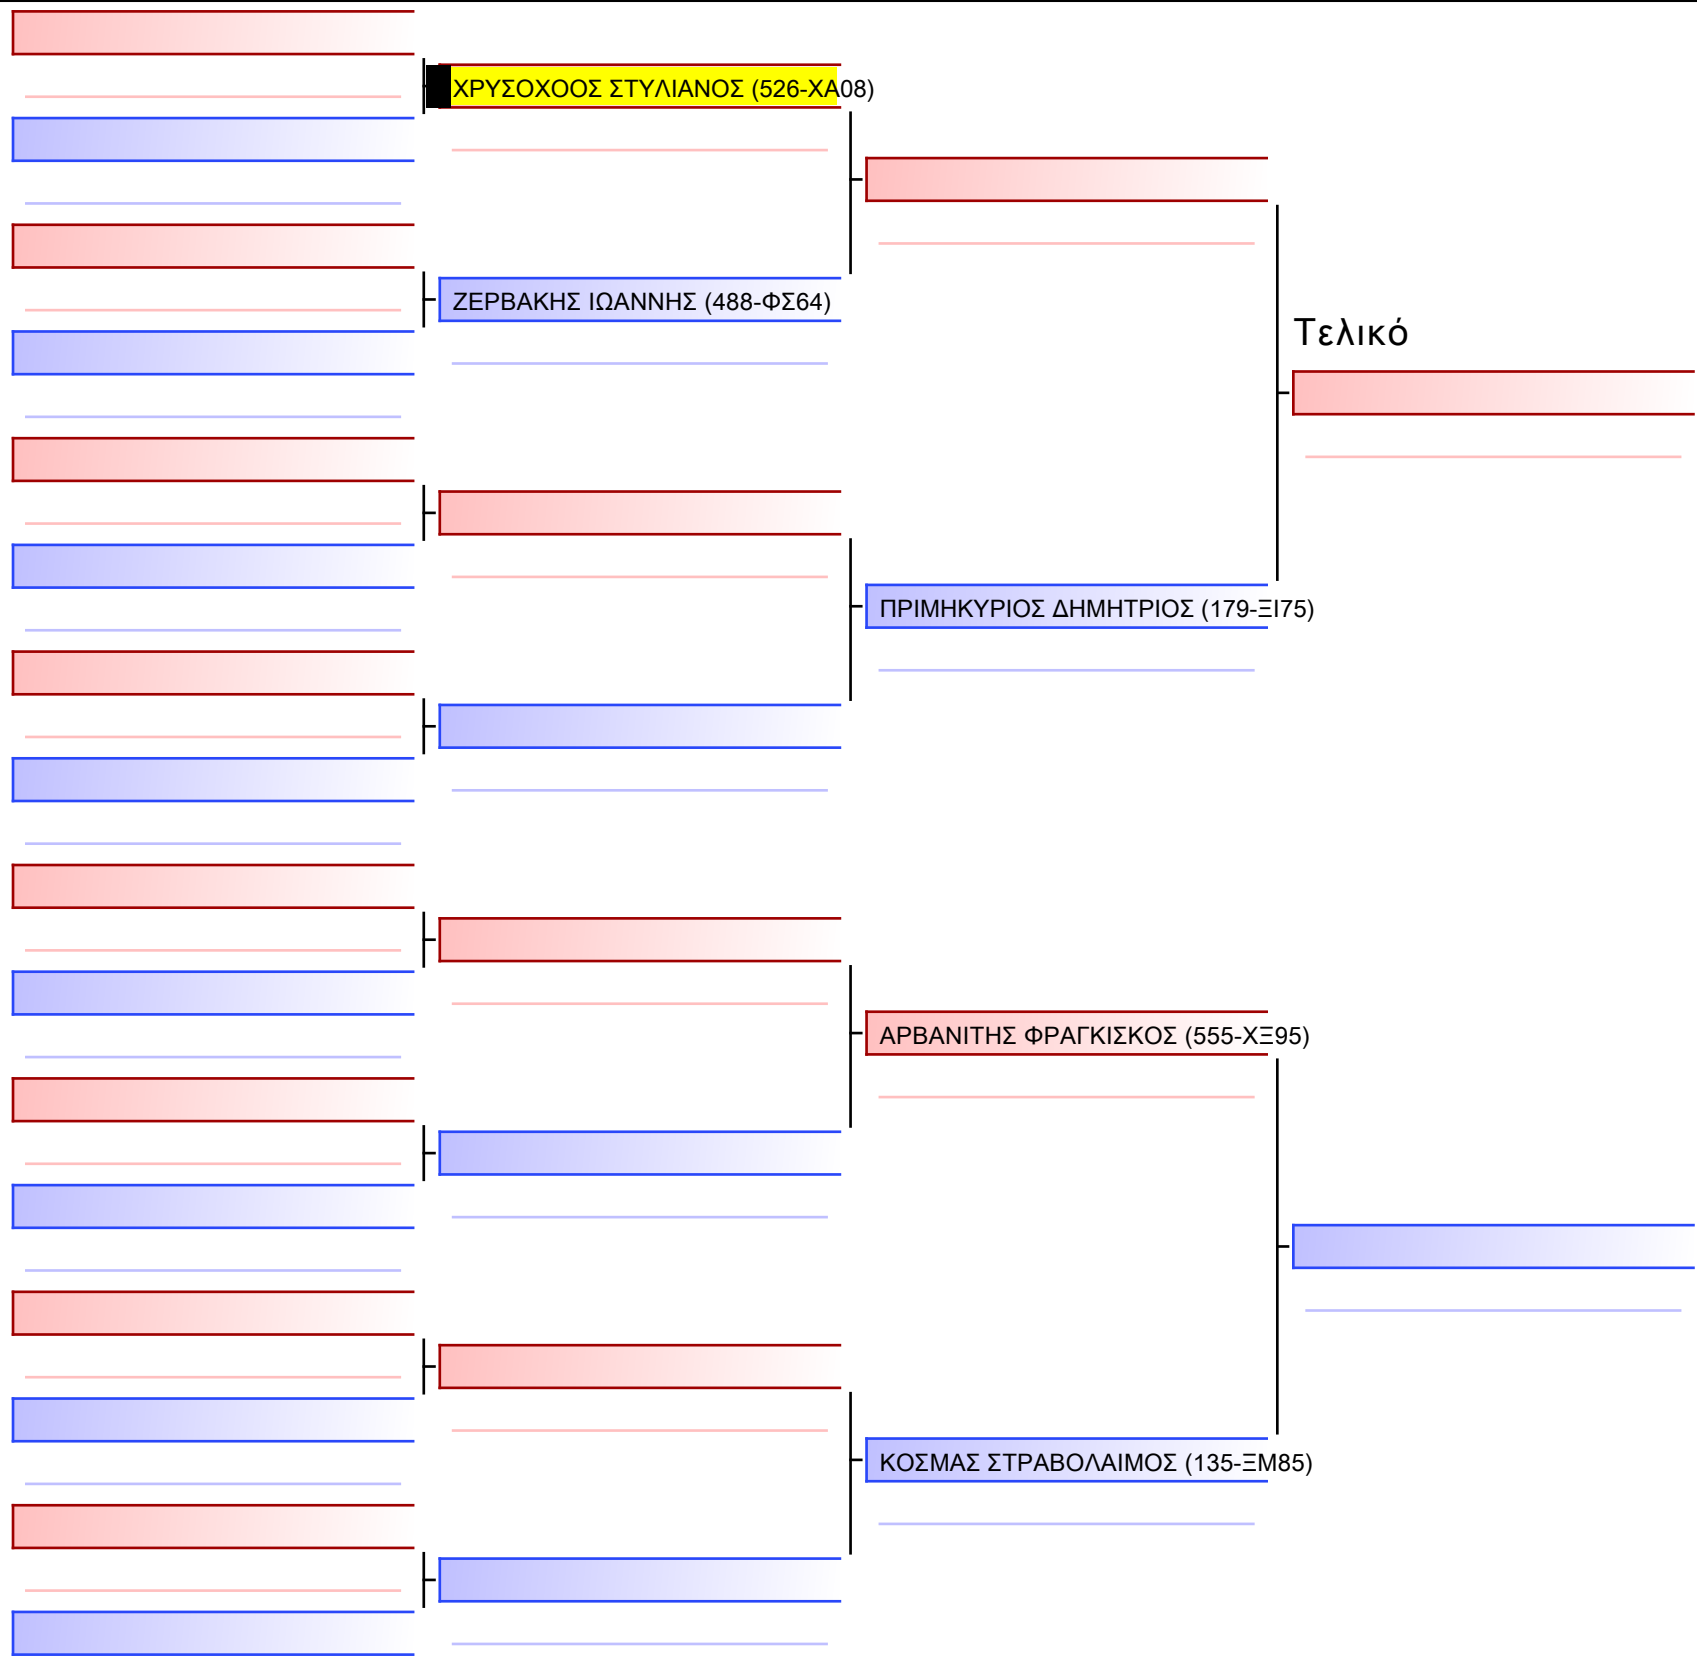 ΧΡΥΣΟΧΟΟΣ ΣΤΥΛΙΑΝΟΣ (526-ΧΑ08)
ΖΕΡΒΑΚΗΣ ΙΩΑΝΝΗΣ (488-ΦΣ64)
Τελικό
ΠΡΙΜΗΚΥΡΙΟΣ ΔΗΜΗΤΡΙΟΣ (179-ΞΙ75)
ΑΡΒΑΝΙΤΗΣ ΦΡΑΓΚΙΣΚΟΣ (555-ΧΞ95)
ΚΟΣΜΑΣ ΣΤΡΑΒΟΛΑΙΜΟΣ (135-ΞΜ85)